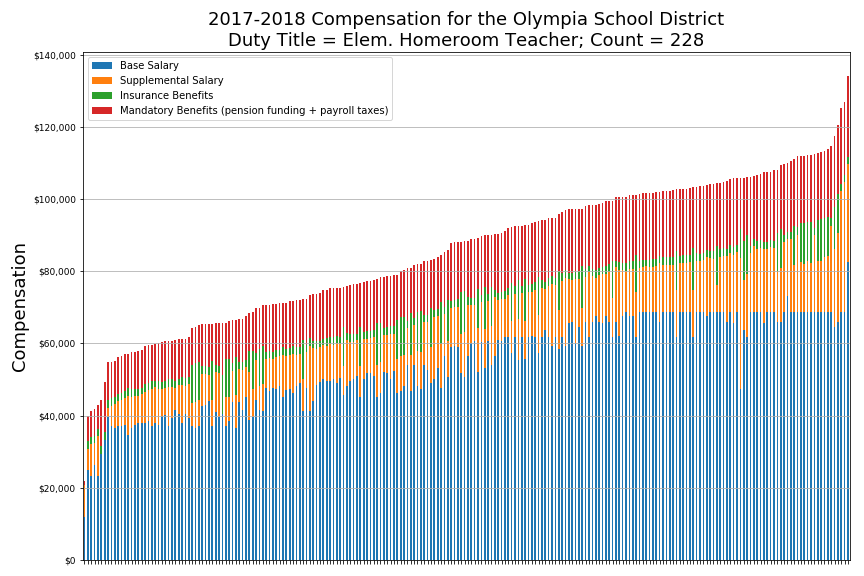 2017-2018 Compensation for the Olympia School District
Duty Title = Elem. Homeroom Teacher; Count = 228
$140,000
Base Salary
Supplemental Salary
Insurance Benefits
Mandatory Benefits (pension funding + payroll taxes)
$120,000
$100,000
$80,000
$60,000
$40,000
$20,000
$0
Compensation